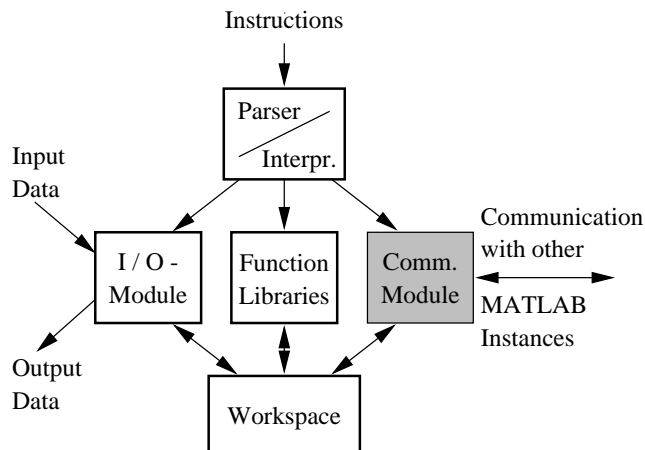 Instructions
Parser
Interpr.
Input
Data
I / O -
Module
Function
Libraries
Comm.
Module
Communication
with other
MATLAB
Instances
Output
Data
Workspace